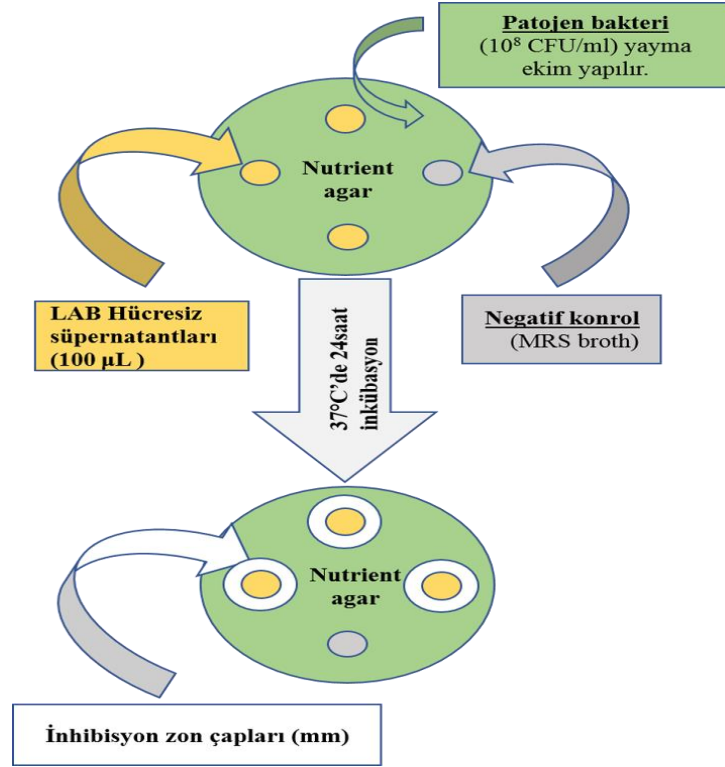 Patojen bakteri
(10⁸ CFU/ml) yayma
ekim yapılır.
Nutrient
agar
LAB Hücresiz
süpernatantları
(100 µL )
Negatif konrol
(MRS broth)
37°C’de 24saat
inkübasyon
Nutrient
agar
İnhibisyon zon çapları (mm)